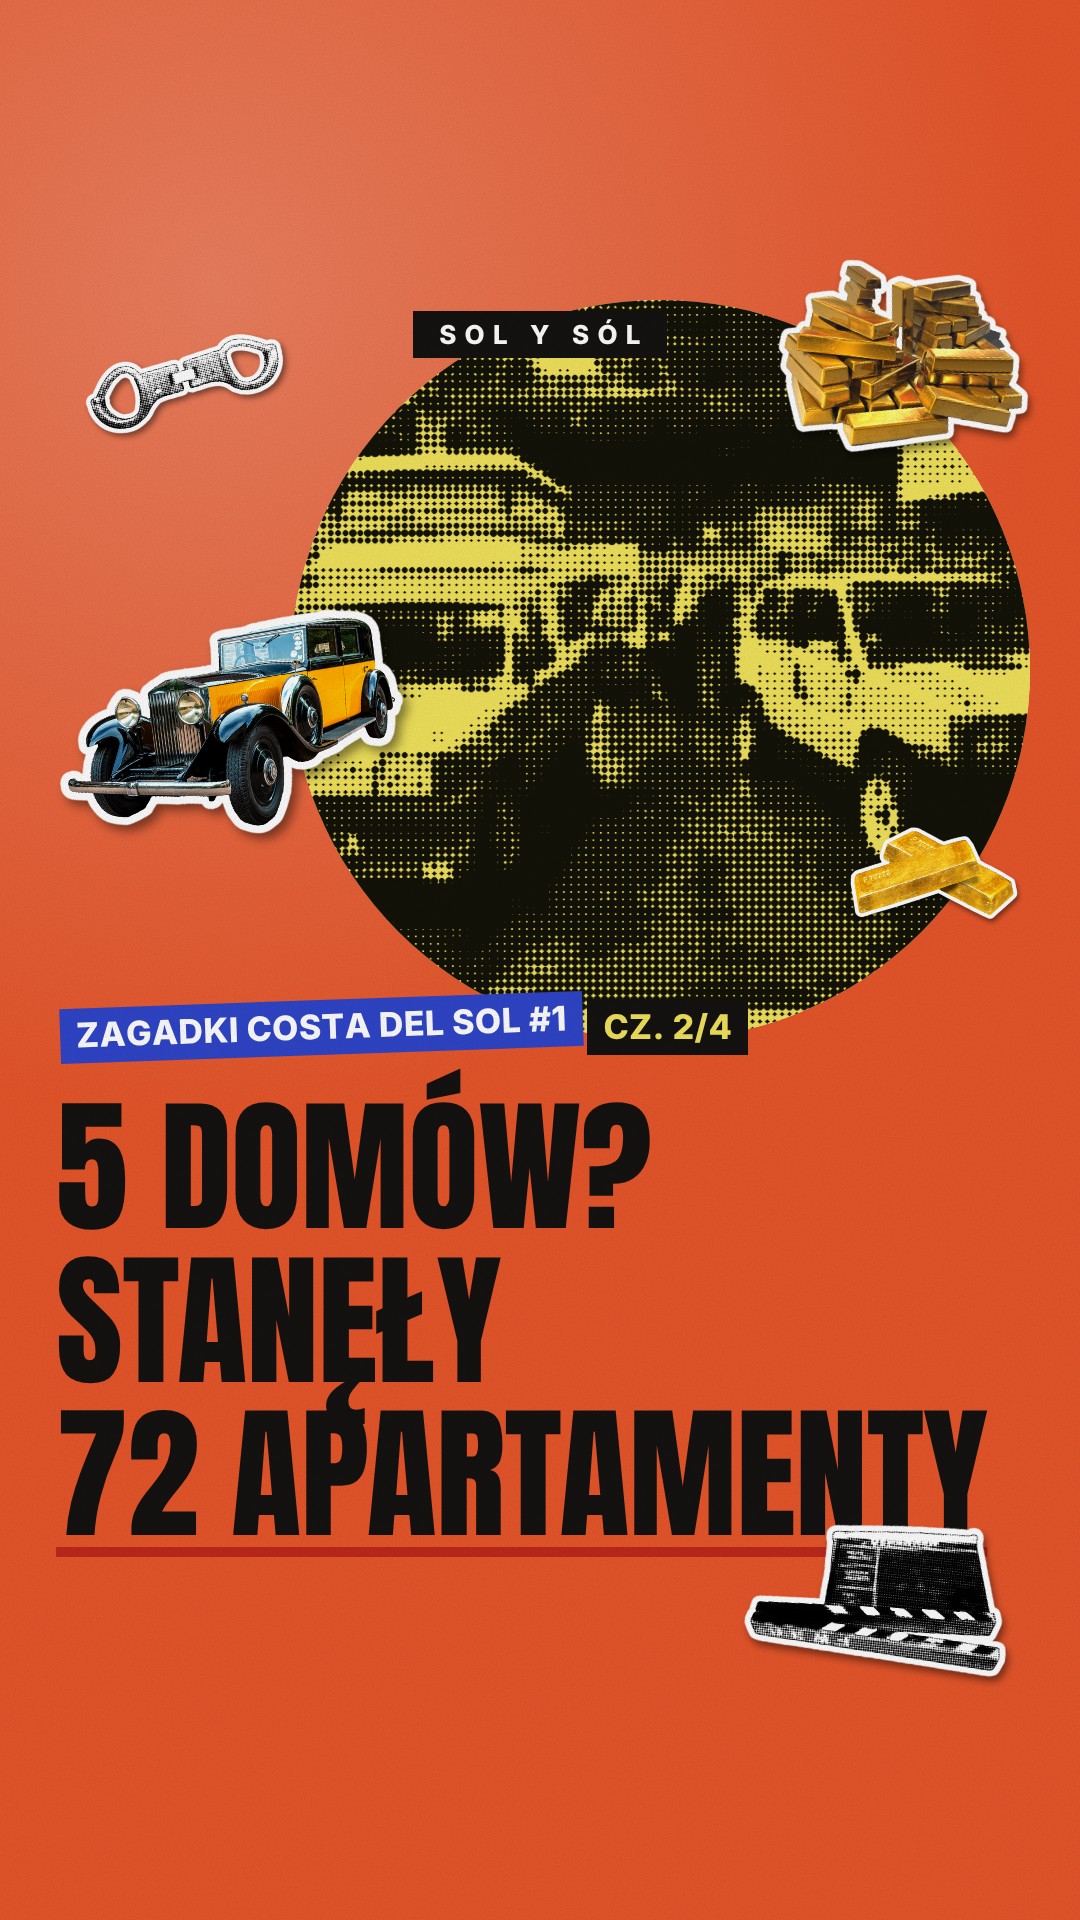 SOL Y SÓL
ZAGADKI COSTA DEL SOL #1
CZ. 2/4
5 DOMÓW?
STANĘŁY
72 APARTAMENTY